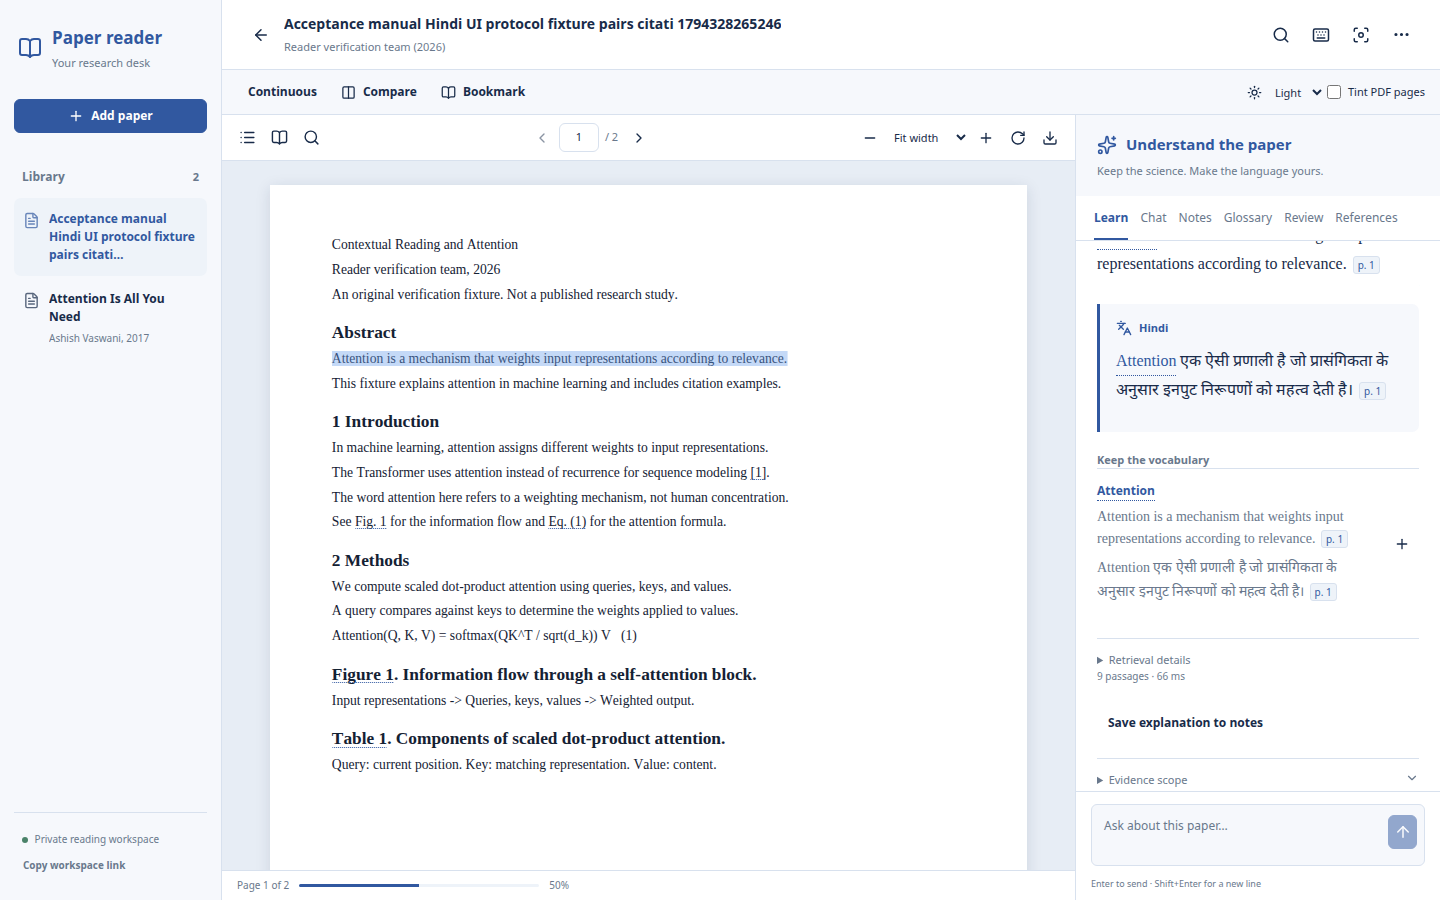 Paper reader
Your research desk
Add paper
Library 2
Acceptance manual
Hindi UI protocol fixture
pairs citati...
Attention Is All You
Need
Ashish Vaswani, 2017
Private reading workspace
Copy workspace link
Acceptance manual Hindi UI protocol fixture pairs citati 1794328265246
Reader verification team (2026)
Continuous Compare Bookmark
Light Tint PDF pages
1 / 2
Fit width
Contextual Reading and Attention
Reader verification team, 2026
An original verification fixture. Not a published research study.
Abstract
Attention is a mechanism that weights input representations according to relevance.
This fixture explains attention in machine learning and includes citation examples.
1 Introduction
In machine learning, attention assigns different weights to input representations.
The Transformer uses attention instead of recurrence for sequence modeling [1].
The word attention here refers to a weighting mechanism, not human concentration.
See Fig. 1 for the information flow and Eq. (1) for the attention formula.
2 Methods
We compute scaled dot-product attention using queries, keys, and values.
A query compares against keys to determine the weights applied to values.
Attention(Q, K, V) = softmax(QK^T / sqrt(d_k)) V (1)
Figure 1. Information flow through a self-attention block.
Input representations -> Queries, keys, values -> Weighted output.
Table 1. Components of scaled dot-product attention.
Query: current position. Key: matching representation. Value: content.
Page 1 of 2 50%
Understand the paper
Keep the science. Make the language yours.
Learn Chat Notes Glossary Review References
representations according to relevance. p. 1
Hindi
Attention एक ऐसी प्रणाली है जो प्रासंगिकता के
अनुसार इनपुट निरूपणों को महत्व देती है। p. 1
Keep the vocabulary
Attention
Attention is a mechanism that weights input
representations according to relevance. p. 1
Attention एक ऐसी प्रणाली है जो प्रासंगिकता के
अनुसार इनपुट निरूपणों को महत्व देती है। p. 1
Retrieval details
9 passages · 66 ms
Save explanation to notes
Evidence scope
Ask about this paper...
Enter to send · Shift+Enter for a new line